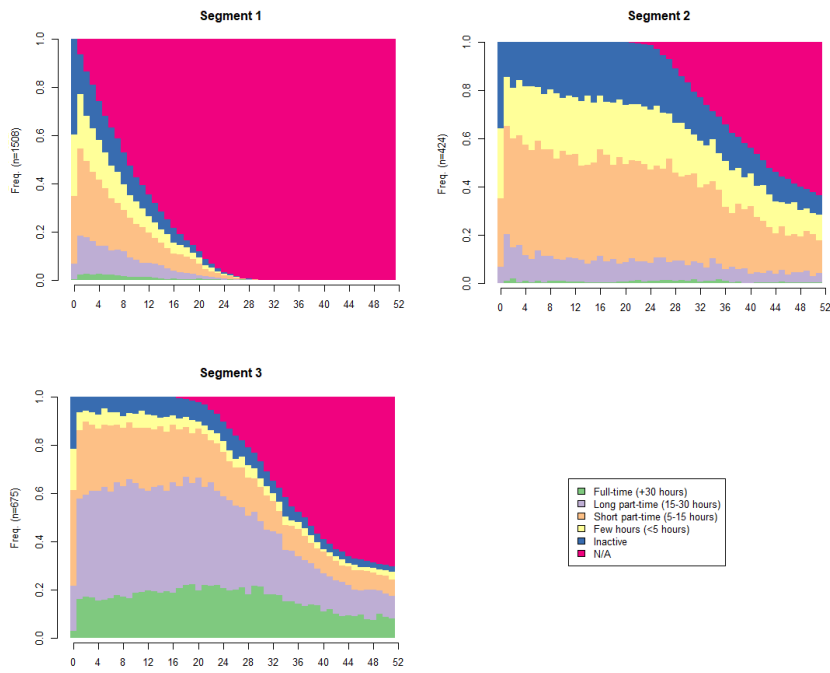 Segment 1
Freq. (n=1508)
0.0 0.2 0.4 0.6 0.8 1.0
0 4 8 12 16 20 24 28 32 36 40 44 48 52
Segment 2
Freq. (n=424)
0.0 0.2 0.4 0.6 0.8 1.0
0 4 8 12 16 20 24 28 32 36 40 44 48 52
Segment 3
Freq. (n=675)
0.0 0.2 0.4 0.6 0.8 1.0
0 4 8 12 16 20 24 28 32 36 40 44 48 52
Full-time (+30 hours)
Long part-time (15-30 hours)
Short part-time (5-15 hours)
Few hours (<5 hours)
Inactive
N/A